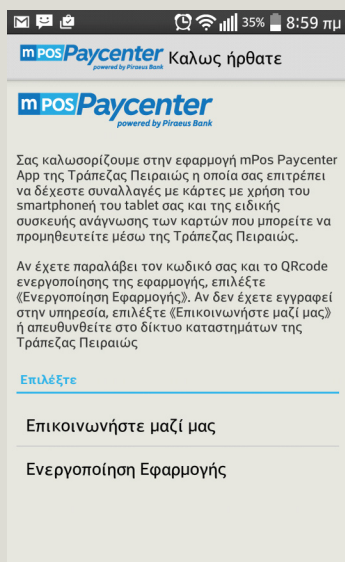 35% 8:59 πμ
mPOS Paycenter Καλως ήρθατε
powered by Piraeus Bank
mPOS Paycenter
powered by Piraeus Bank
Σας καλωσορίζουμε στην εφαρμογή mPos Paycenter
App της Τράπεζας Πειραιώς η οποία σας επιτρέπει
να δέχεστε συναλλαγές με κάρτες με χρήση του
smartphoneή του tablet σας και της ειδικής
συσκευής ανάγνωσης των καρτών που μπορείτε να
προμηθευτείτε μέσω της Τράπεζας Πειραιώς.
Αν έχετε παραλάβει τον κωδικό σας και το QRcode
ενεργοποίησης της εφαρμογής, επιλέξτε
《Ενεργοποίηση Εφαρμογής》. Αν δεν έχετε εγγραφεί
στην υπηρεσία, επιλέξτε 《Επικοινωνήστε μαζί μας》
ή απευθυνθείτε στο δίκτυο καταστημάτων της
Τράπεζας Πειραιώς
Επιλέξτε
Επικοινωνήστε μαζί μας
Ενεργοποίηση Εφαρμογής